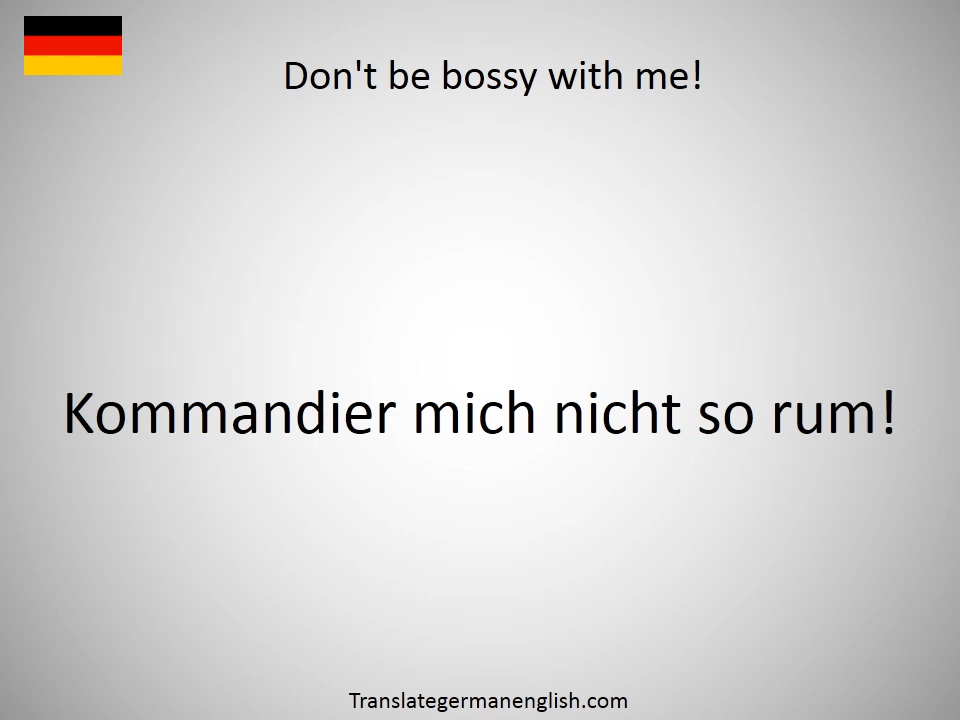 Don't be bossy with me!
Kommandier mich nicht so rum!
Translategermanenglish.com